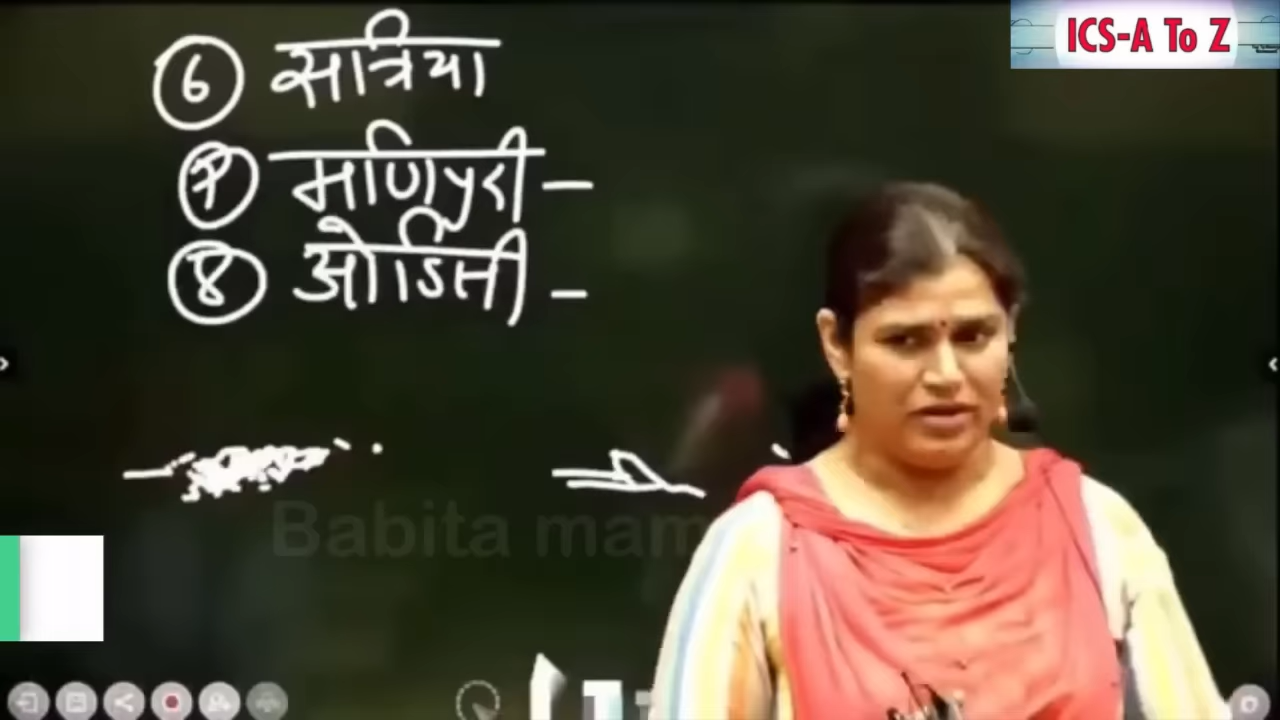 ICS-A To Z
6 सत्रिया
7 मणिपुरी -
8 ओडिसी -
Babita mam